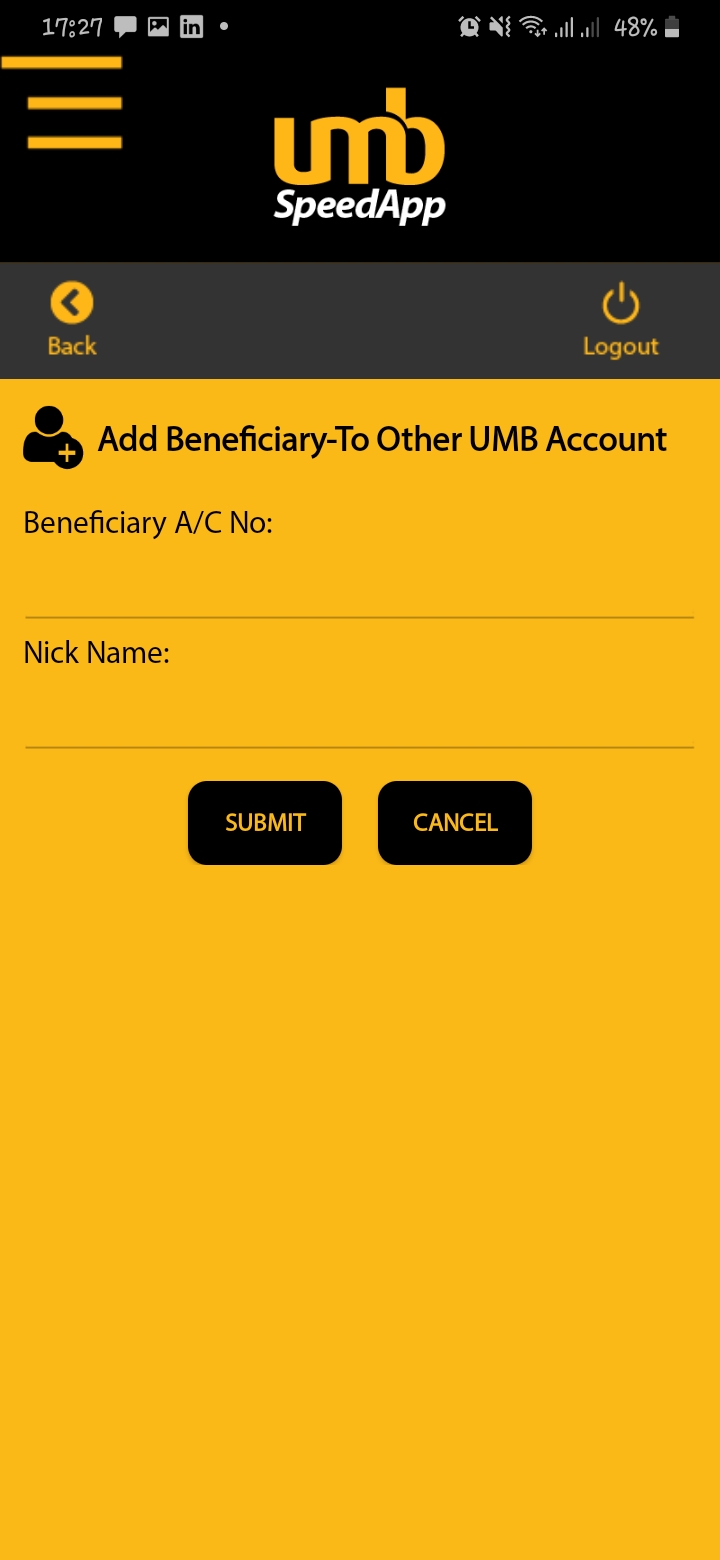 17:27 in 48%
umb
SpeedApp
Back Logout
Add Beneficiary-To Other UMB Account
Beneficiary A/C No:
Nick Name:
SUBMIT CANCEL